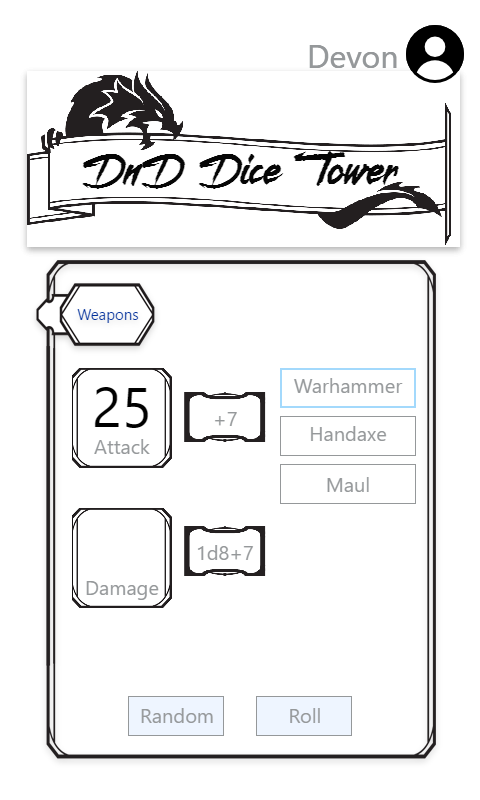 Devon
DnD Dice Tower
Weapons
25
Attack
+7
Warhammer
Handaxe
Maul
Damage
1d8+7
Random
Roll